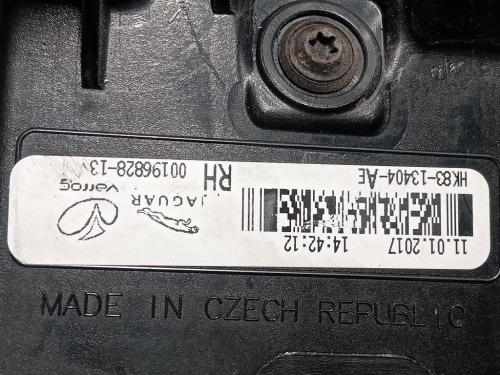 HK83-13404-AE
11.01.2017
14:42:12
RH
00196828-13
JAGUAR
varroc
MADE IN CZECH REPUBLIC